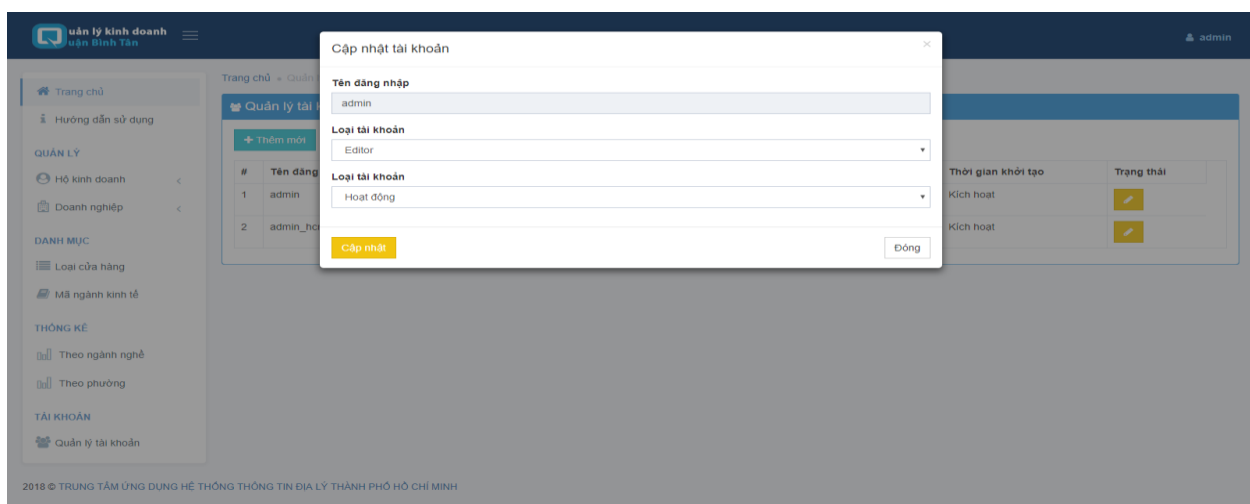 uản lý kinh doanh
uận Bình Tân
admin
Cập nhật tài khoản
×
Tên đăng nhập
admin
Loại tài khoản
Editor
Loại tài khoản
Hoạt động
Cập nhật
Đóng
Trang chủ » Quản
Quản lý tài
+ Thêm mới
# Tên đăng Thời gian khởi tạo Trạng thái
1 admin Kích hoạt
2 admin_hc Kích hoạt
Trang chủ
Hướng dẫn sử dụng
QUẢN LÝ
Hộ kinh doanh <
Doanh nghiệp <
DANH MỤC
Loại cửa hàng
Mã ngành kinh tế
THỐNG KÊ
Theo ngành nghề
Theo phường
TÀI KHOẢN
Quản lý tài khoản
2018 © TRUNG TÂM ỨNG DỤNG HỆ THỐNG THÔNG TIN ĐỊA LÝ THÀNH PHỐ HỒ CHÍ MINH